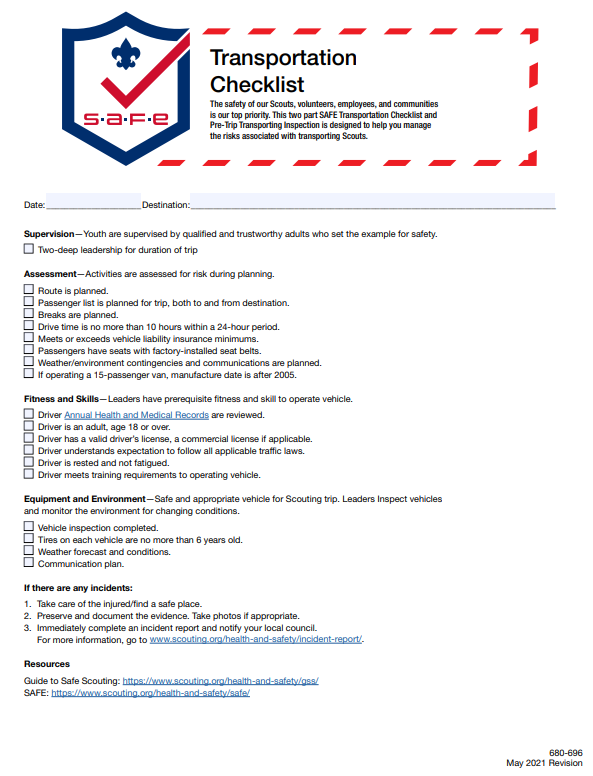 s·a·f·e
Transportation
Checklist
The safety of our Scouts, volunteers, employees, and communities
is our top priority. This two part SAFE Transportation Checklist and
Pre-Trip Transporting Inspection is designed to help you manage
the risks associated with transporting Scouts.
Date: Destination:
Supervision—Youth are supervised by qualified and trustworthy adults who set the example for safety.
Two-deep leadership for duration of trip
Assessment—Activities are assessed for risk during planning.
Route is planned.
Passenger list is planned for trip, both to and from destination.
Breaks are planned.
Drive time is no more than 10 hours within a 24-hour period.
Meets or exceeds vehicle liability insurance minimums.
Passengers have seats with factory-installed seat belts.
Weather/environment contingencies and communications are planned.
If operating a 15-passenger van, manufacture date is after 2005.
Fitness and Skills—Leaders have prerequisite fitness and skill to operate vehicle.
Driver Annual Health and Medical Records are reviewed.
Driver is an adult, age 18 or over.
Driver has a valid driver's license, a commercial license if applicable.
Driver understands expectation to follow all applicable traffic laws.
Driver is rested and not fatigued.
Driver meets training requirements to operating vehicle.
Equipment and Environment—Safe and appropriate vehicle for Scouting trip. Leaders Inspect vehicles
and monitor the environment for changing conditions.
Vehicle inspection completed.
Tires on each vehicle are no more than 6 years old.
Weather forecast and conditions.
Communication plan.
If there are any incidents:
1. Take care of the injured/find a safe place.
2. Preserve and document the evidence. Take photos if appropriate.
3. Immediately complete an incident report and notify your local council.
For more information, go to www.scouting.org/health-and-safety/incident-report/.
Resources
Guide to Safe Scouting: https://www.scouting.org/health-and-safety/gss/
SAFE: https://www.scouting.org/health-and-safety/safe/
680-696
May 2021 Revision